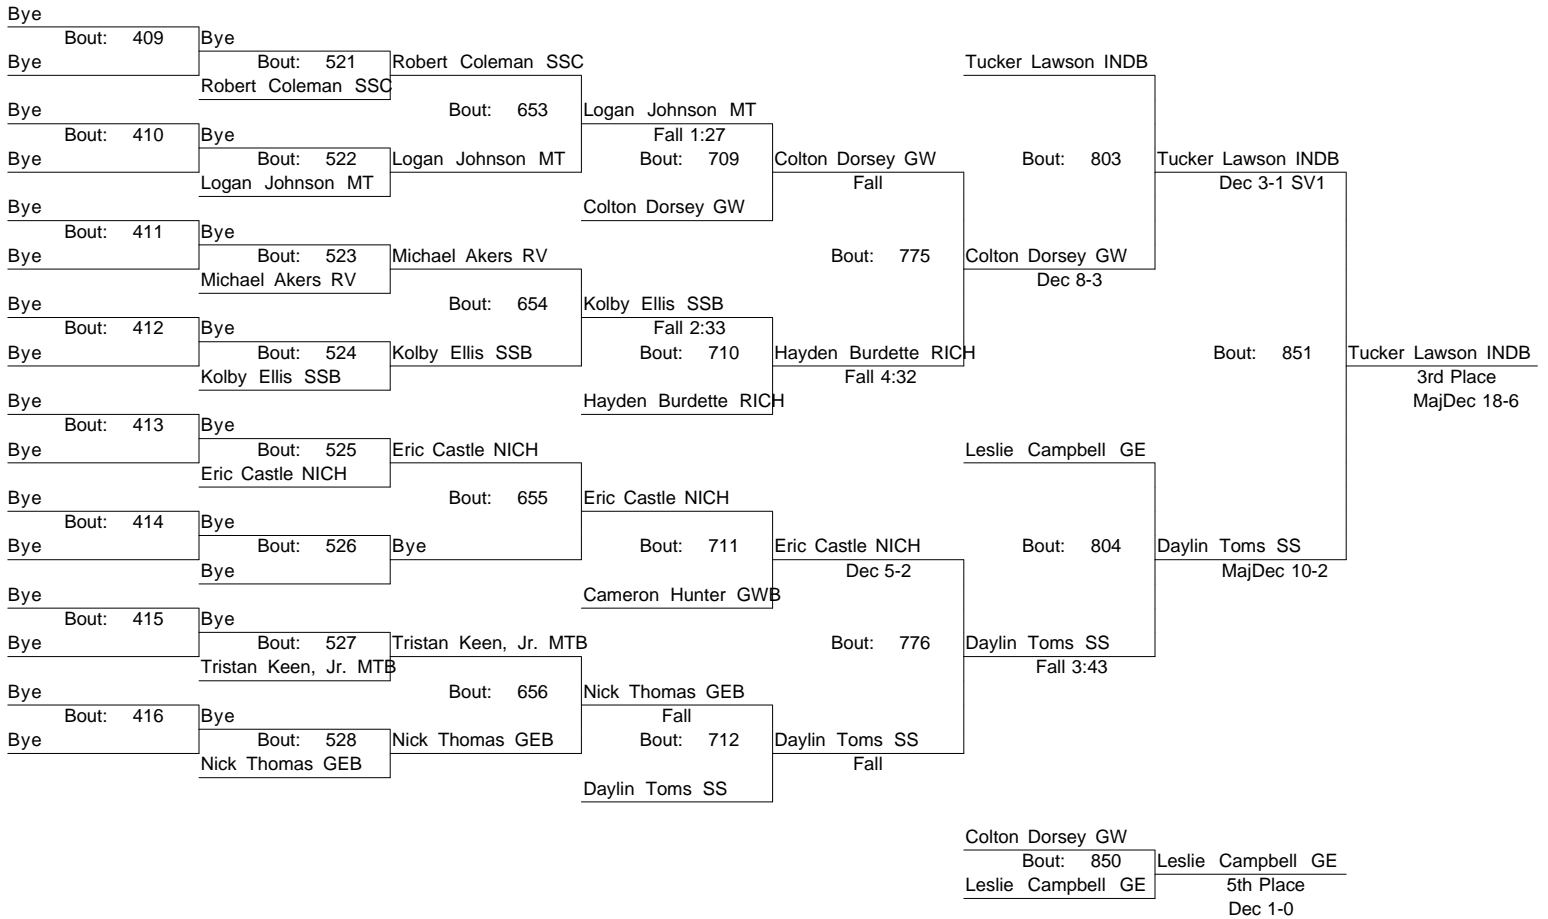 Bye
Bout: 409 Bye
Bye Bout: 521 Robert Coleman SSC Tucker Lawson INDB
Robert Coleman SSC
Bye Bout: 653 Logan Johnson MT
Bout: 410 Bye Fall 1:27
Bye Bout: 522 Logan Johnson MT Bout: 709 Colton Dorsey GW Bout: 803 Tucker Lawson INDB
Logan Johnson MT Fall Dec 3-1 SV1
Bye Colton Dorsey GW
Bout: 411 Bye
Bye Bout: 523 Michael Akers RV Bout: 775 Colton Dorsey GW
Michael Akers RV Dec 8-3
Bye Bout: 654 Kolby Ellis SSB
Bout: 412 Bye Fall 2:33
Bye Bout: 524 Kolby Ellis SSB Bout: 710 Hayden Burdette RICH Bout: 851 Tucker Lawson INDB
Kolby Ellis SSB Fall 4:32 3rd Place
Bye Hayden Burdette RICH MajDec 18-6
Bout: 413 Bye
Bye Bout: 525 Eric Castle NICH Leslie Campbell GE
Eric Castle NICH
Bye Bout: 655 Eric Castle NICH
Bout: 414 Bye
Bye Bout: 526 Bye Bout: 711 Eric Castle NICH Bout: 804 Daylin Toms SS
Bye Dec 5-2 MajDec 10-2
Bye Cameron Hunter GWB
Bout: 415 Bye
Bye Bout: 527 Tristan Keen, Jr. MTB Bout: 776 Daylin Toms SS
Tristan Keen, Jr. MTB Fall 3:43
Bye Bout: 656 Nick Thomas GEB
Bout: 416 Bye Fall
Bye Bout: 528 Nick Thomas GEB Bout: 712 Daylin Toms SS
Nick Thomas GEB Fall
Daylin Toms SS
Colton Dorsey GW
Bout: 850 Leslie Campbell GE
Leslie Campbell GE 5th Place
Dec 1-0